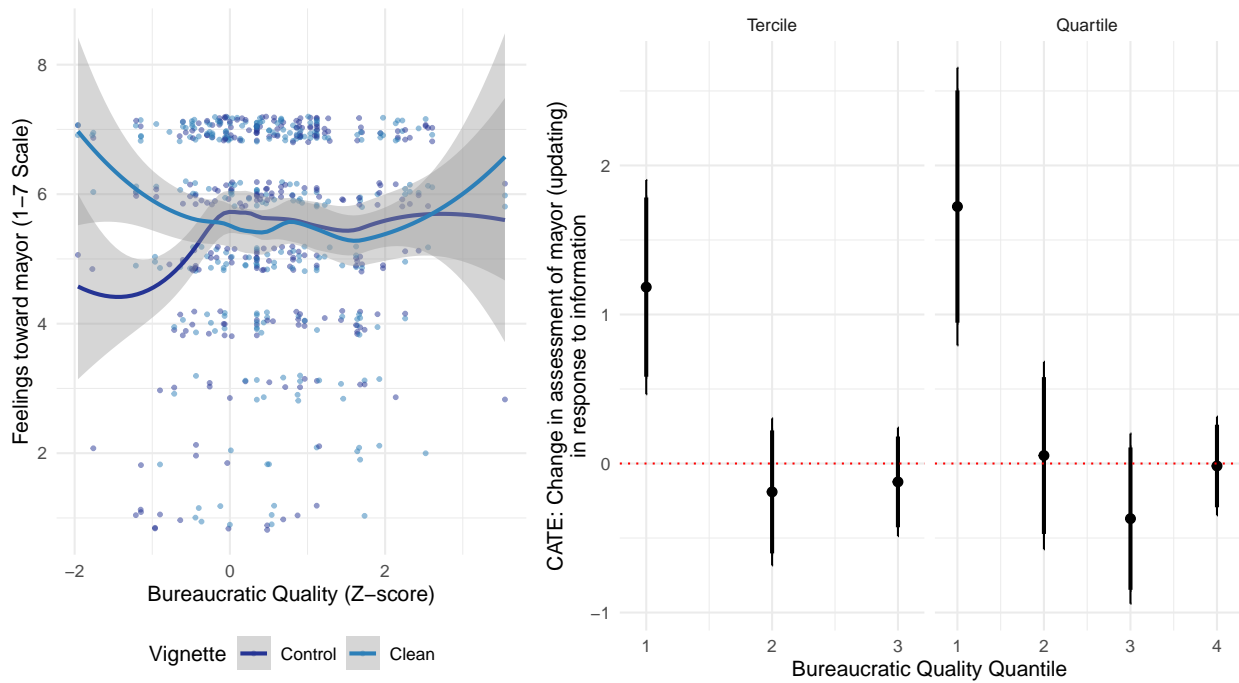 Feelings toward mayor (1−7 Scale)
8
6
4
2
−2
0
2
Bureaucratic Quality (Z−score)
Vignette
Control
Clean
CATE: Change in assessment of mayor (updating)
in response to information
Tercile
Quartile
2
1
0
−1
1
2
3
1
2
3
4
Bureaucratic Quality Quantile